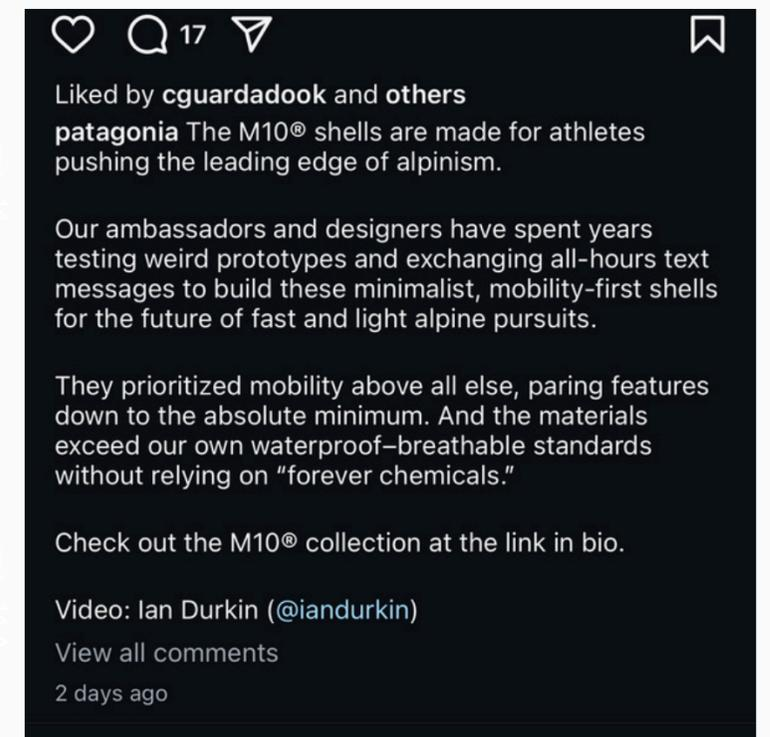 17
Liked by cguardadook and others
patagonia The M10® shells are made for athletes
pushing the leading edge of alpinism.
Our ambassadors and designers have spent years
testing weird prototypes and exchanging all-hours text
messages to build these minimalist, mobility-first shells
for the future of fast and light alpine pursuits.
They prioritized mobility above all else, paring features
down to the absolute minimum. And the materials
exceed our own waterproof–breathable standards
without relying on “forever chemicals.”
Check out the M10® collection at the link in bio.
Video: Ian Durkin (@iandurkin)
View all comments
2 days ago